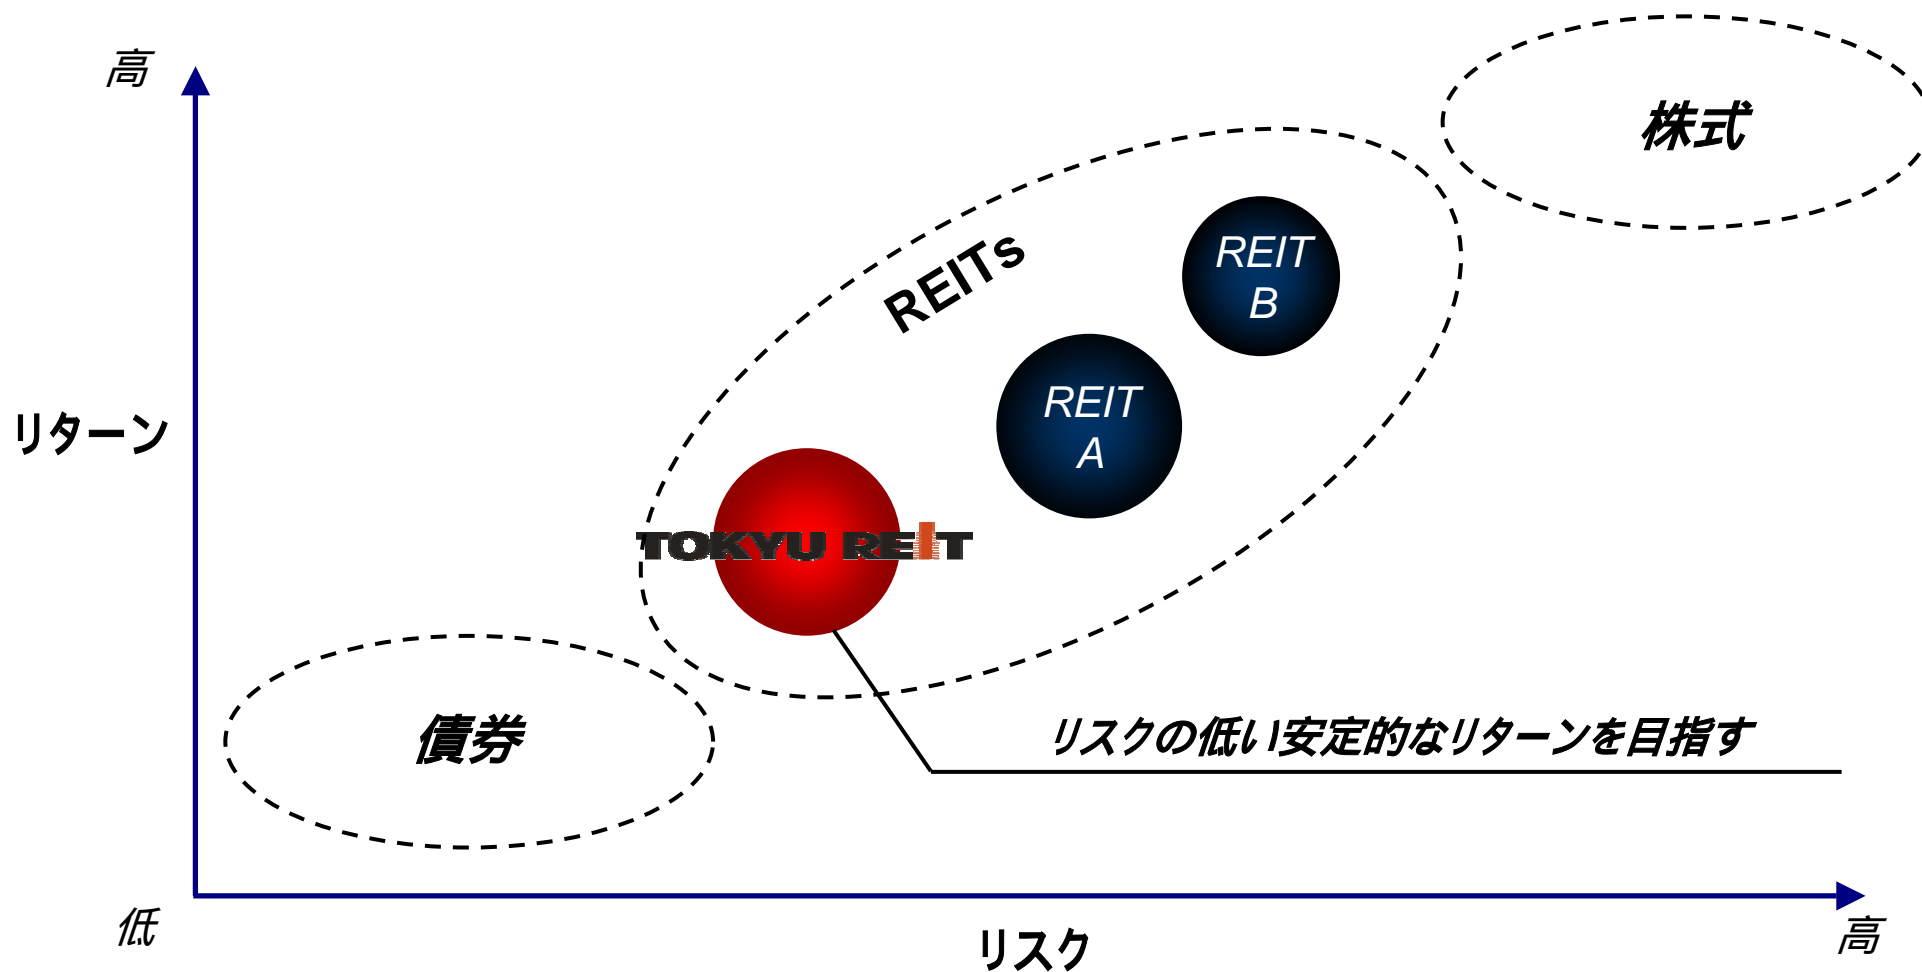 高
株式
REITs
REIT
B
REIT
A
リターン
TOKYU REIT
債券
リスクの低い安定的なリターンを目指す
低
リスク
高